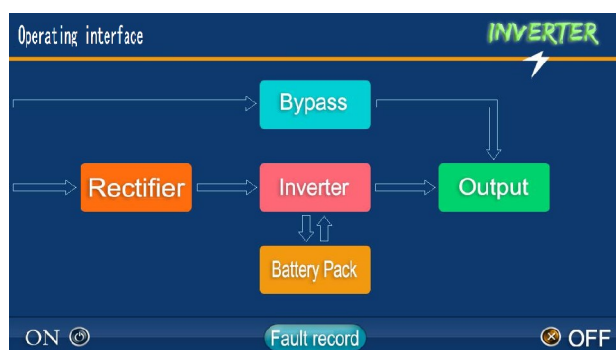 Operating interface
INVERTER
Bypass
Rectifier
Inverter
Output
Battery Pack
ON
Fault record
OFF